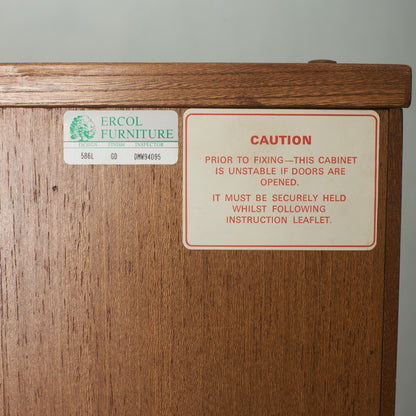 ERCOL
FURNITURE
DESIGN FINISH INSPECTOR
586L GD DMW94095
CAUTION
PRIOR TO FIXING—THIS CABINET
IS UNSTABLE IF DOORS ARE
OPENED.
IT MUST BE SECURELY HELD
WHILST FOLLOWING
INSTRUCTION LEAFLET.